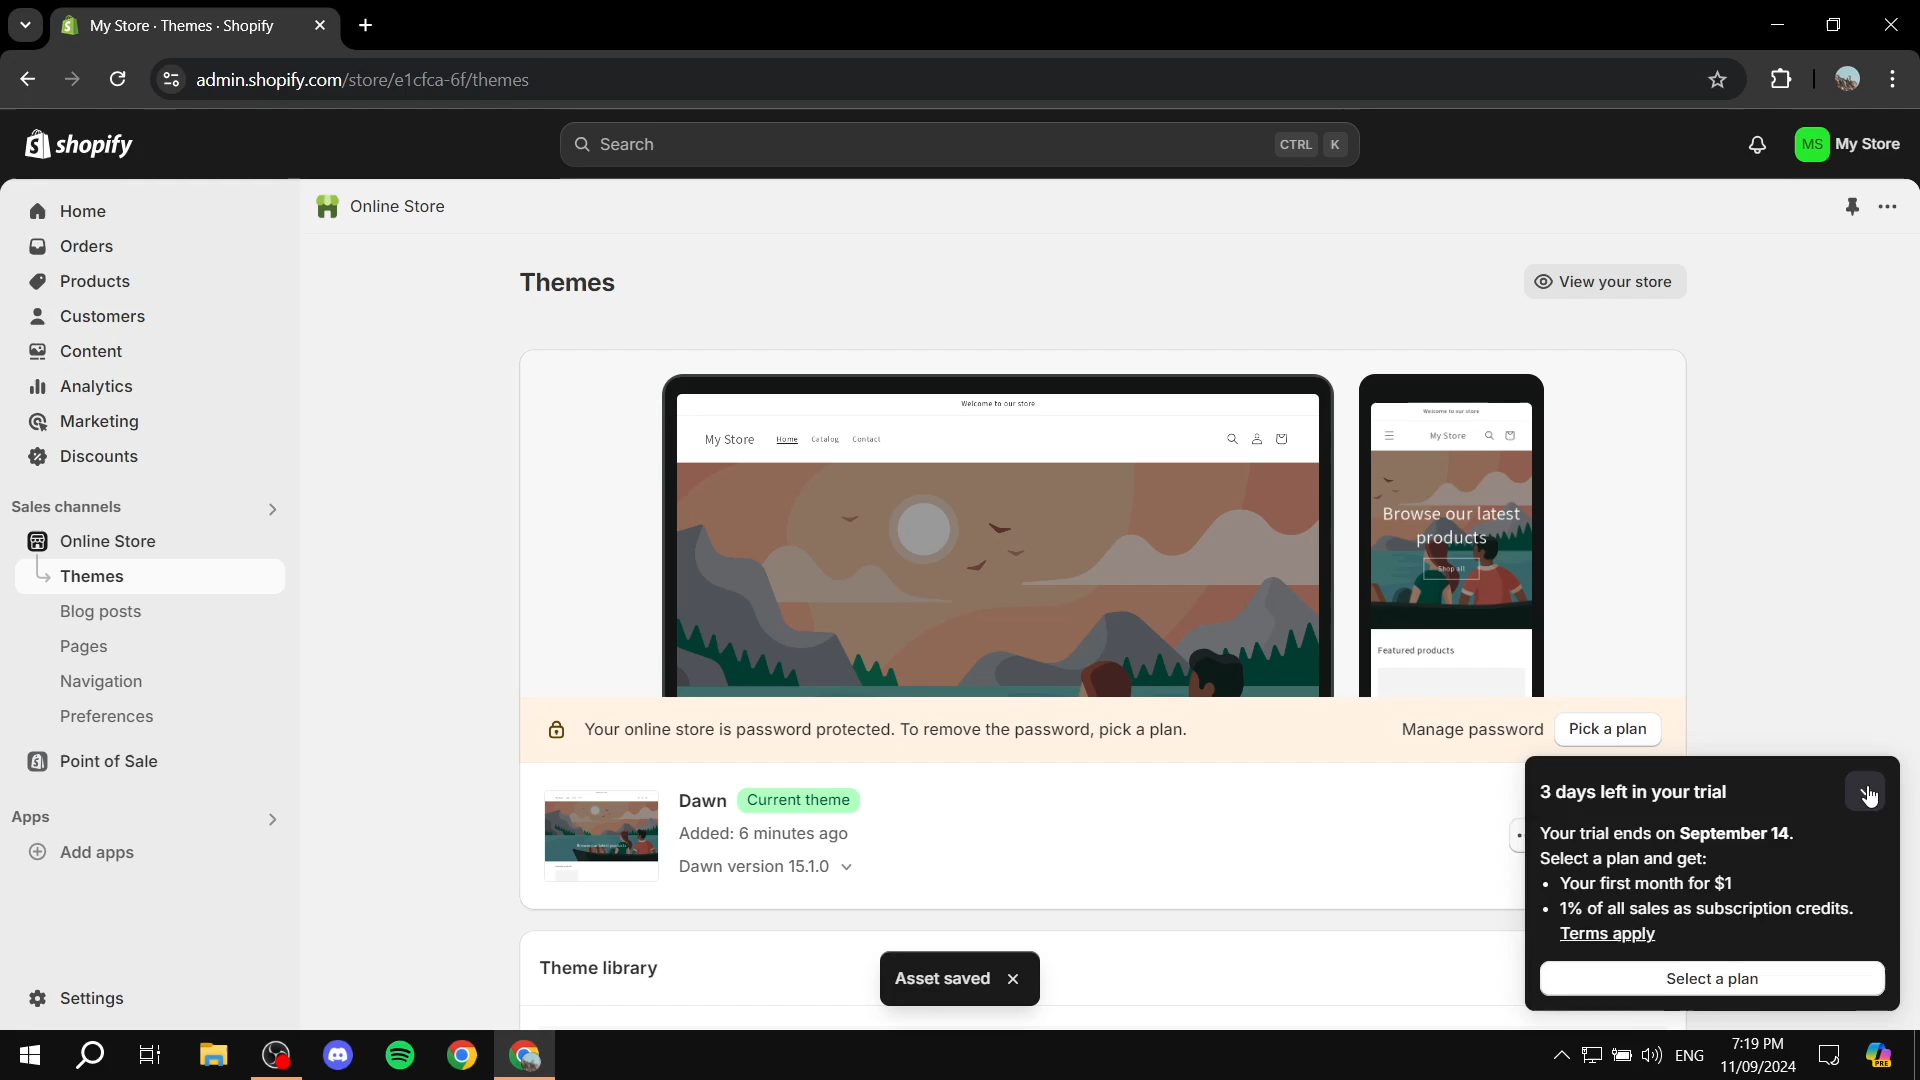 My Store · Themes · Shopify
admin.shopify.com/store/e1cfca-6f/themes
shopify
Search
CTRL K
MS My Store
Home
Orders
Products
Customers
Content
Analytics
Marketing
Discounts
Sales channels
Online Store
Themes
Blog posts
Pages
Navigation
Preferences
Point of Sale
Apps
Add apps
Settings
Online Store
Themes
View your store
Welcome to our store
My Store Home Catalog Contact
Welcome to our store
My Store
Browse our latest
products
Shop all
Featured products
Your online store is password protected. To remove the password, pick a plan.
Manage password
Pick a plan
Dawn Current theme
Added: 6 minutes ago
Dawn version 15.1.0
Theme library
Asset saved
3 days left in your trial
Your trial ends on September 14.
Select a plan and get:
• Your first month for $1
• 1% of all sales as subscription credits.
Terms apply
Select a plan
ENG
7:19 PM
11/09/2024
PRE